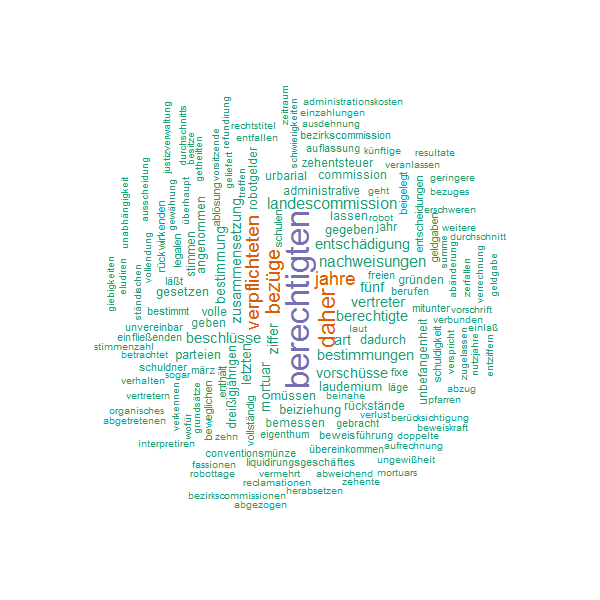 administrationskosten
einzahlungen
ausdehnung
rechtstitel
entfallen
bezirkscommission
auflassung
künftige
resultate
zehentsteuer
veranlassen
urbarial
commission
geringere
administrative
geht
bezuges
landescommission
erschweren
lassen
robot
gegeben
jahr
weitere
entschädigung
durchschnitt
nachweisungen
jahre
freien
gründen
zerfallen
läßt
gesetzen
fünf
berufen
bestimmt
volle
vertreter
mitunter
vorschrift
unvereinbar
geben
berechtigte
verbunden
einfließenden
beschlüsse
laut
einlaß
stimmenzahl
art
dadurch
betrachtet
parteien
bestimmungen
schuldner
märz
vorschüsse
fixe
sogar
verhalten
laudemium
läge
abzug
vertretern
müssen
beinahe
pfarren
organisches
beiziehung
rückstände
abgetretenen
bemessen
gebracht
verlust
berücksichtigung
beweiskraft
zehn
eigenthum
beweisführung
doppelte
interpretiren
übereinkommen
aufrechnung
conventionsmünze
fassionen
liquidirungsgeschäftes
ungewißheit
robottage
vermehrt
abweichend
mortuars
reclamationen
zehente
bezirkscommissionen
herabsetzen
abgezogen
berechtigten
verpflichteten
bezüge
daher
giebigkeiten
eludiren
unabhängigkeit
ständischen
ausscheidung
vollendung
justizverwaltung
rückwirkenden
gewährung
legalen
durchschnitts
überhaupt
besitze
stimmen
getheilten
angenommen
vorsitzende
ablösung
bestimmung
refundirung
geliefert
zusammensetzung
treffen
robotgelder
zeitraum
schwierigkeiten
schulen
beigelegt
entscheidungen
geldgaben
summe
abänderung
verrechnung
geldgabe
ziffer
letzten
mortuar
dreißigjährigen
enthält
beweglichen
grundsätze
wofür
verkennen
vollständig
unbefangenheit
schuldigkeit
verspricht
zugelassen
nutzjahre
entziffern